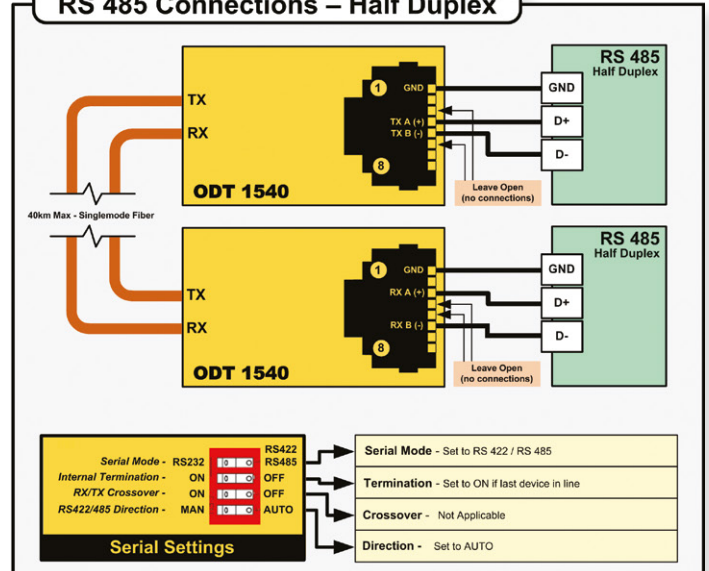 RS 485 Connections – Half Duplex
RS 485
Half Duplex
1
GND
GND
TX
TX A (+)
D+
RX
TX B (-)
D-
8
ODT 1540
Leave Open
(no connections)
40km Max - Singlemode Fiber
RS 485
Half Duplex
1
GND
GND
TX
RX A (+)
D+
RX
RX B (-)
D-
8
ODT 1540
Leave Open
(no connections)
RS422
Serial Mode - RS232 RS485
Internal Termination - ON OFF
RX/TX Crossover - ON OFF
RS422/485 Direction - MAN AUTO
Serial Settings
Serial Mode - Set to RS 422 / RS 485
Termination - Set to ON if last device in line
Crossover - Not Applicable
Direction - Set to AUTO